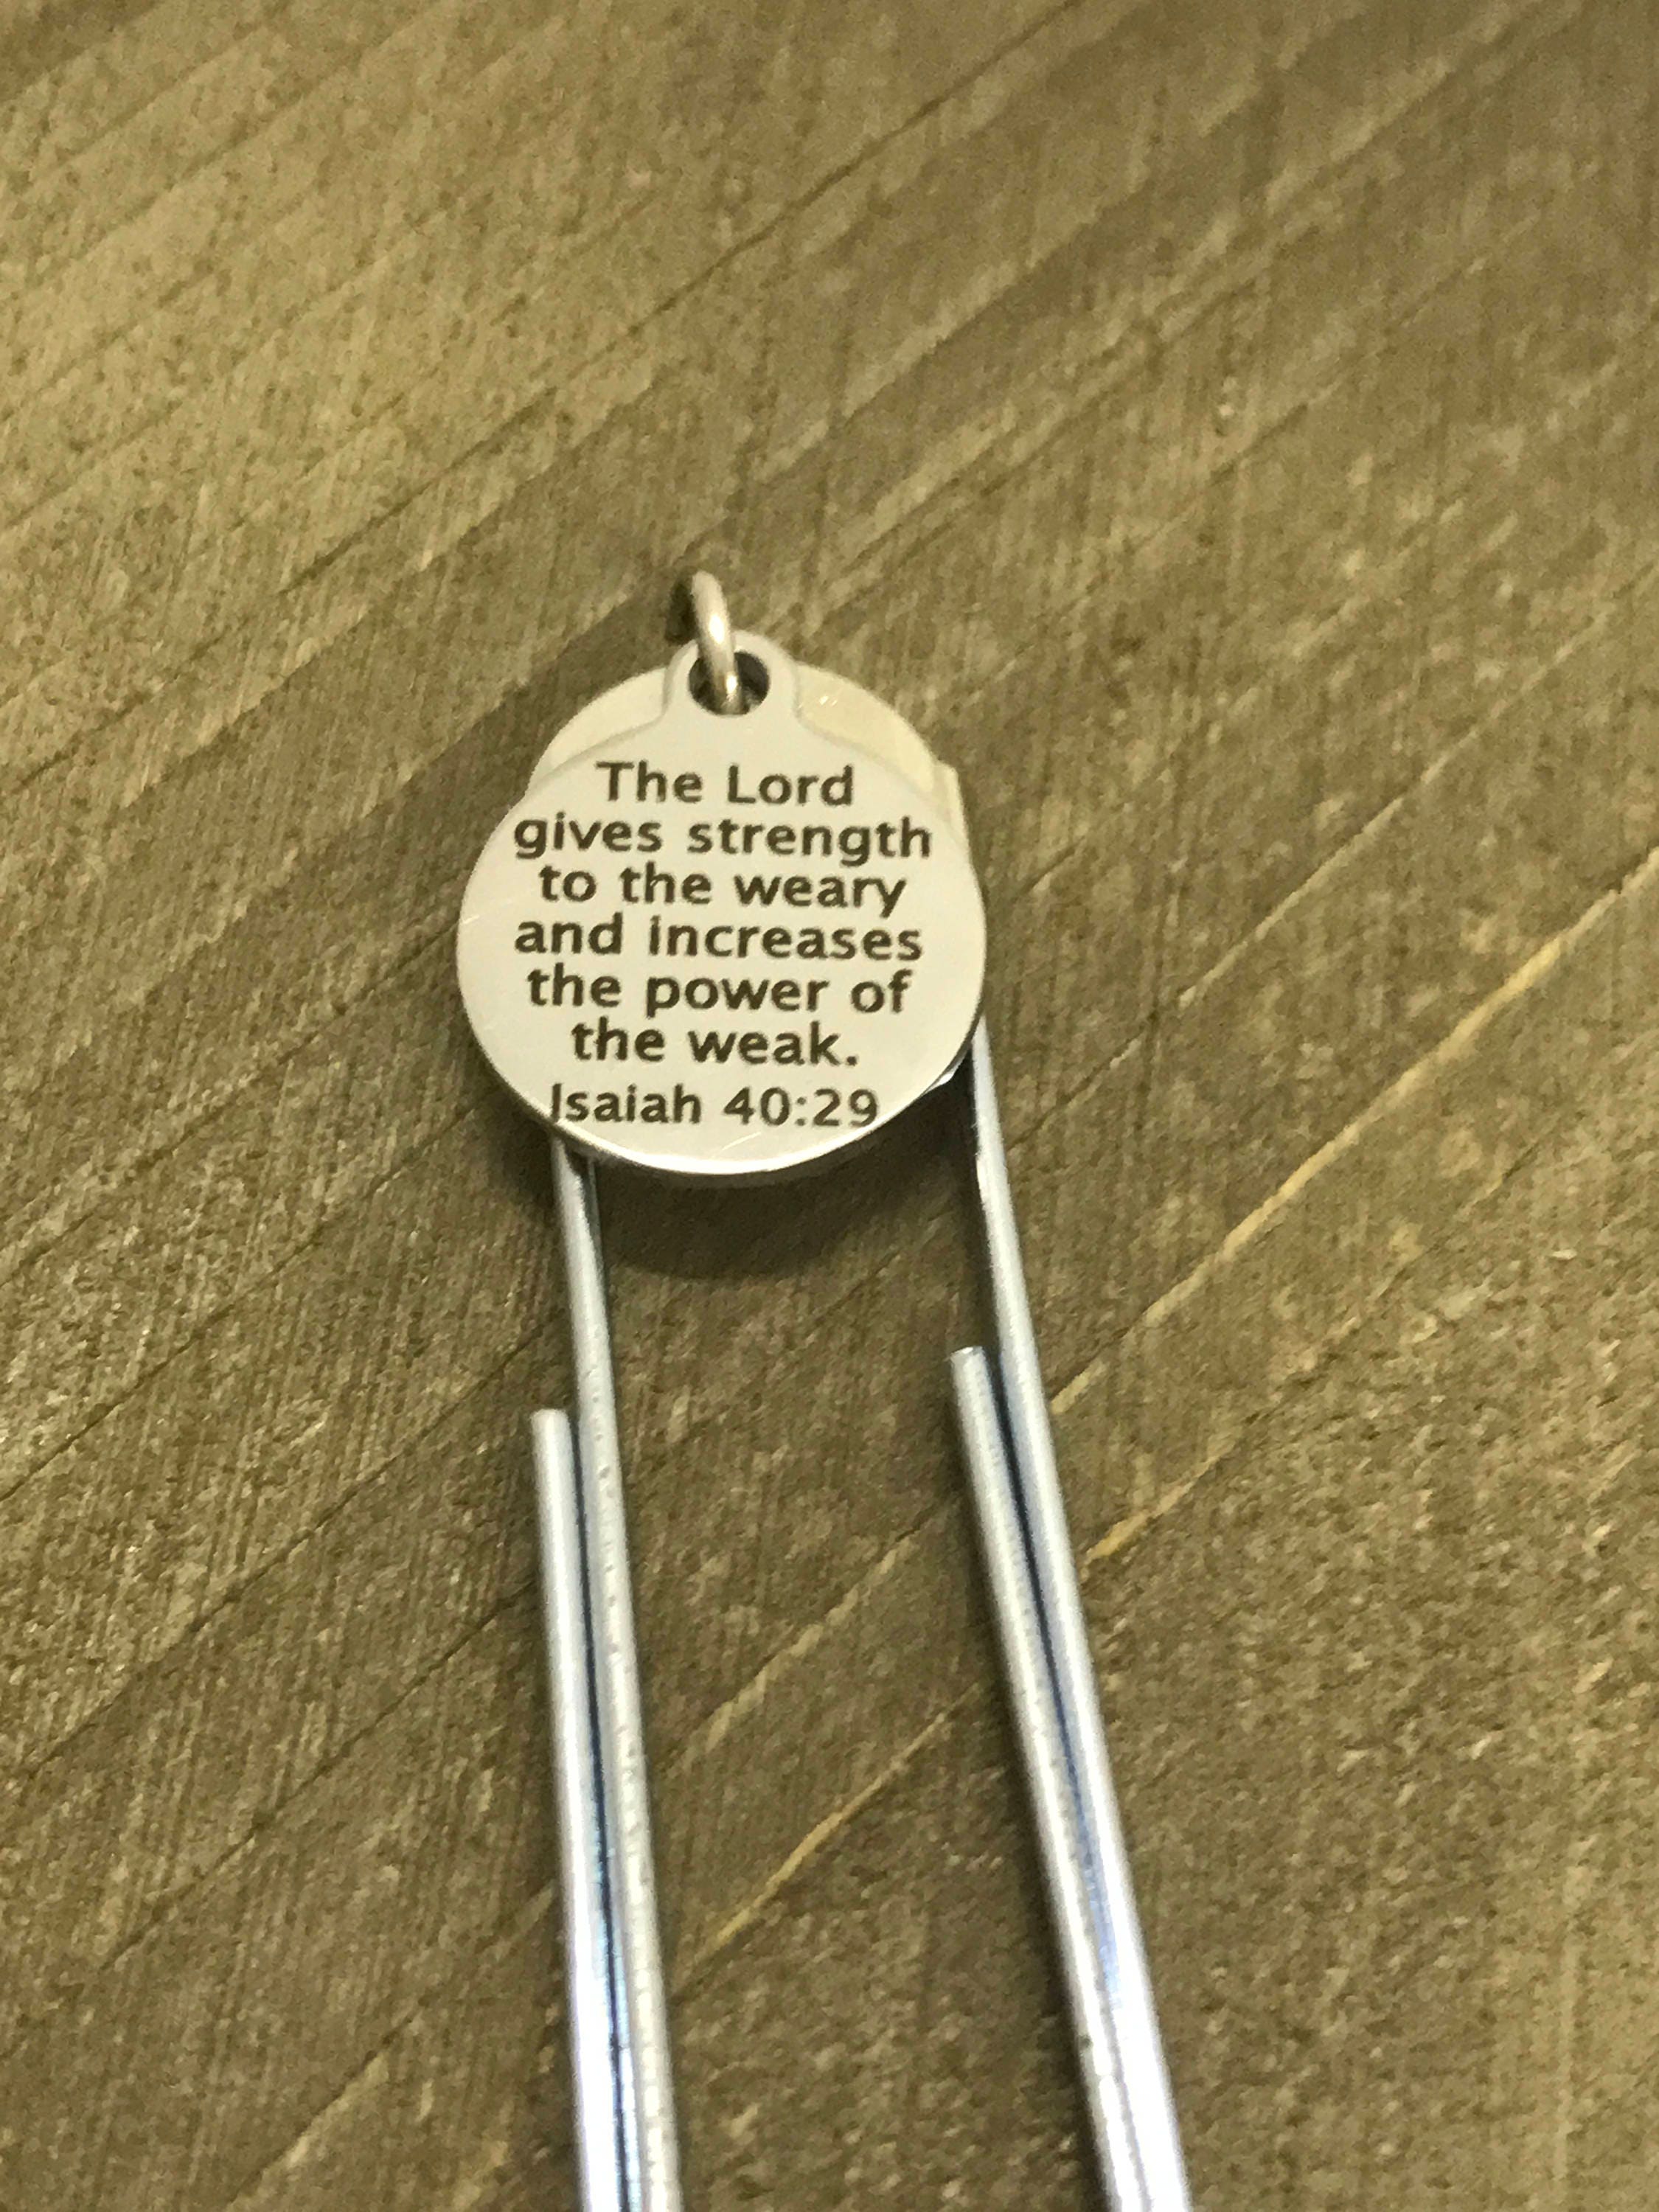 The Lord
gives strength
to the weary
and increases
the power of
the weak.
Isaiah 40:29